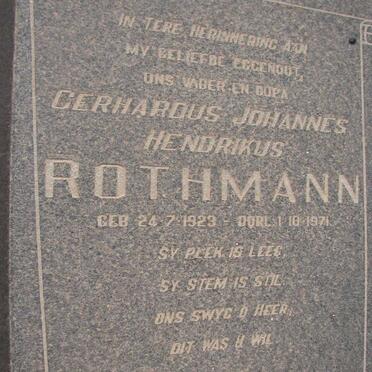 IN TERE HERINNERING AAN
MY GELIEFDE EGGENOOT,
ONS VADER EN OUPA
GERHARDUS JOHANNES
HENDRIKUS
ROTHMANN
GEB 24·7·1923 - OORL. 1·10·1971
SY PLEK IS LEEG
SY STEM IS STIL
ONS SWYG O HEER,
DIT WAS U WIL